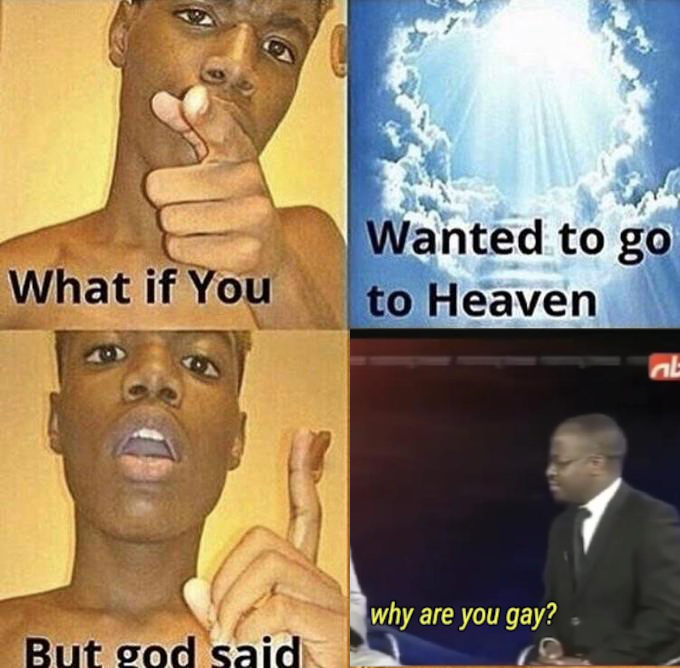 What if You
Wanted to go
to Heaven
But god said
why are you gay?